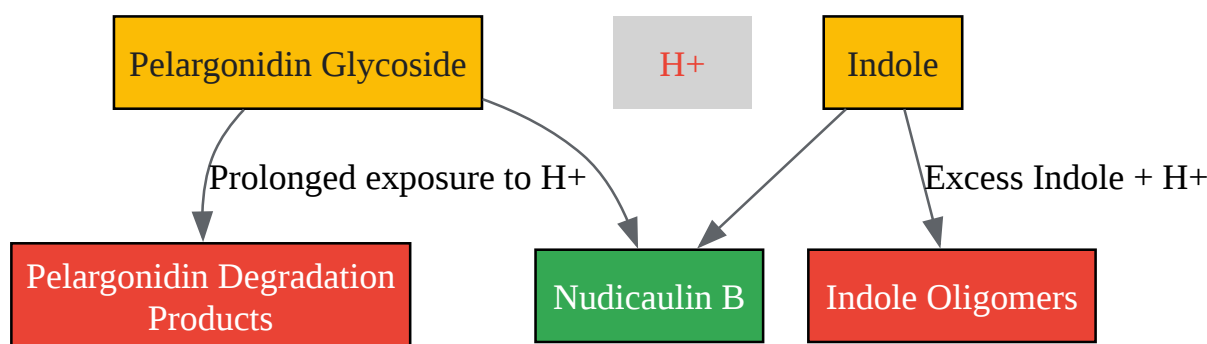 Pelargonidin Glycoside
H+
Indole
Prolonged exposure to H+
Excess Indole + H+
Pelargonidin Degradation
Products
Nudicaulin B
Indole Oligomers